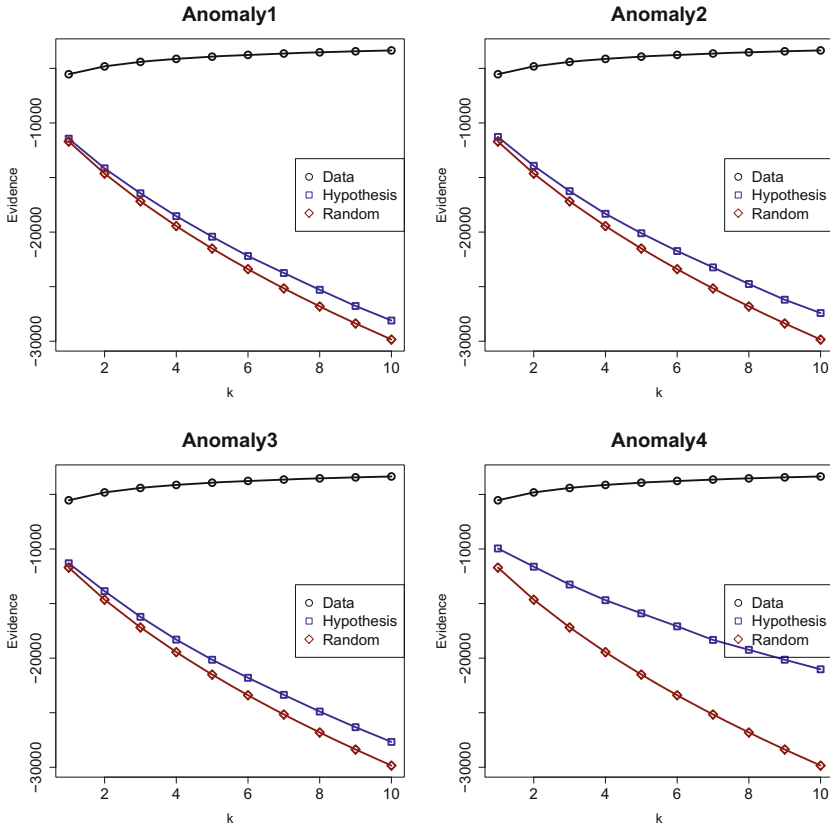 Anomaly1
Evidence
-10000
-20000
-30000
Data
Hypothesis
Random
2
4
6
8
10
k
Anomaly2
Evidence
-10000
-20000
-30000
Data
Hypothesis
Random
2
4
6
8
10
k
Anomaly3
Evidence
-10000
-20000
-30000
Data
Hypothesis
Random
2
4
6
8
10
k
Anomaly4
Evidence
-10000
-20000
-30000
Data
Hypothesis
Random
2
4
6
8
10
k